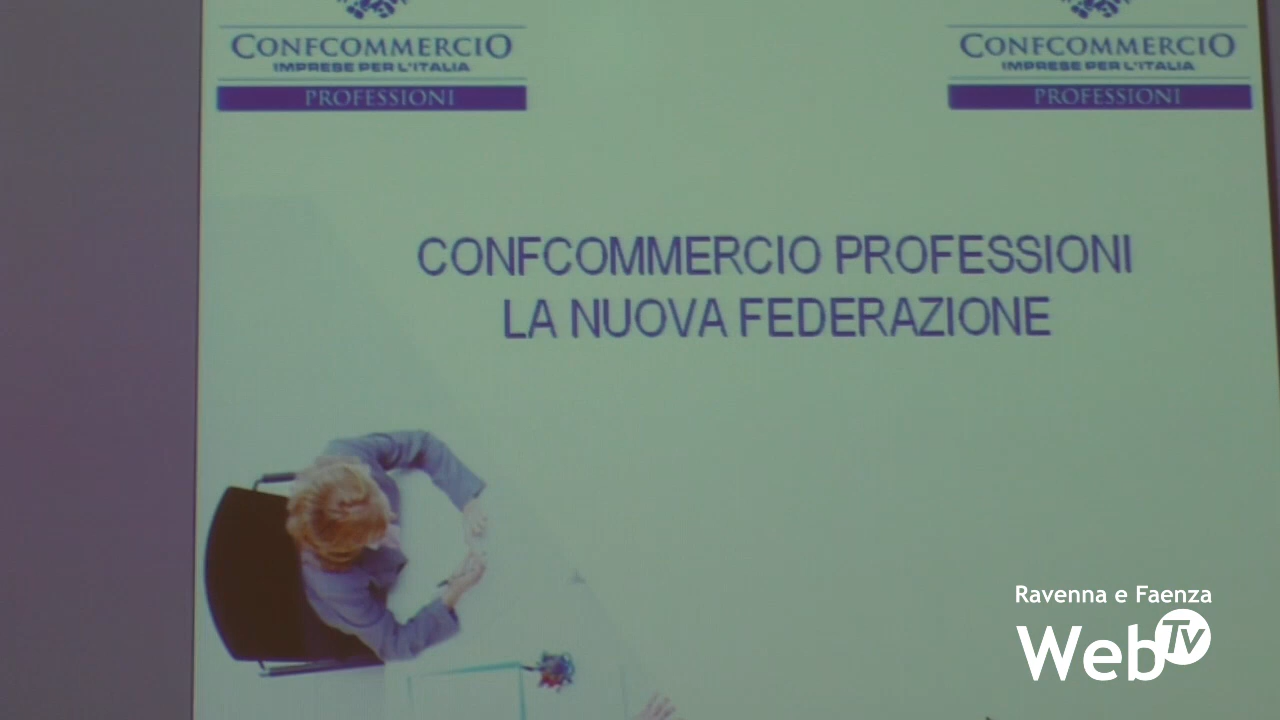 CONFCOMMERCIO
IMPRESE PER L'ITALIA
PROFESSIONI
CONFCOMMERCIO
IMPRESE PER L'ITALIA
PROFESSIONI
CONFCOMMERCIO PROFESSIONI
LA NUOVA FEDERAZIONE
Ravenna e Faenza
WebTv